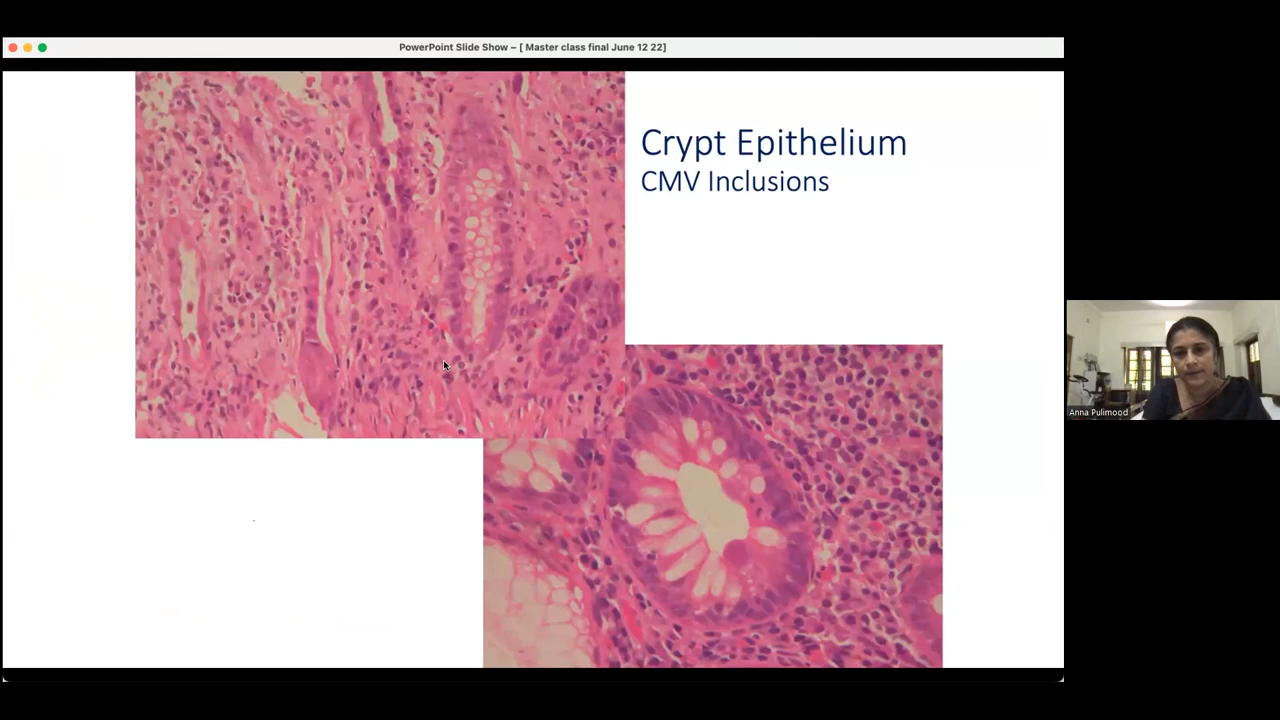 PowerPoint Slide Show – [ Master class final June 12 22]
Crypt Epithelium
CMV Inclusions
Anna Pulimood